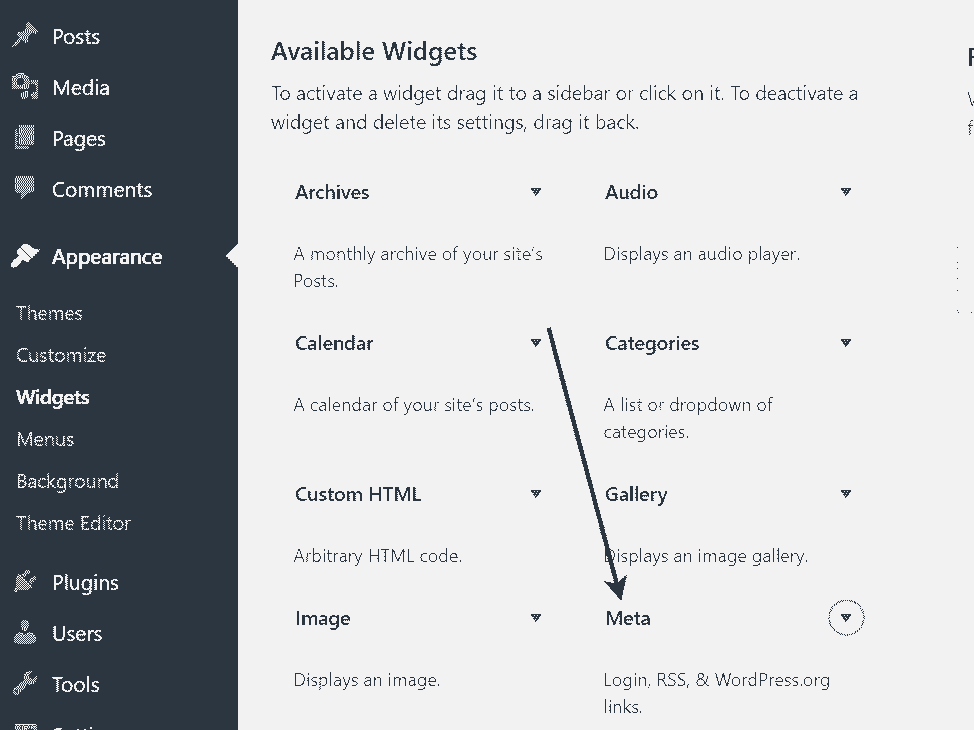 Posts
Media
Pages
Comments
Appearance
Themes
Customize
Widgets
Menus
Background
Theme Editor
Plugins
Users
Tools
Available Widgets
To activate a widget drag it to a sidebar or click on it. To deactivate a
widget and delete its settings, drag it back.
Archives
A monthly archive of your site's
Posts.
Audio
Displays an audio player.
Calendar
A calendar of your site's posts.
Categories
A list or dropdown of
categories.
Custom HTML
Arbitrary HTML code.
Gallery
Displays an image gallery.
Image
Displays an image.
Meta
Login, RSS, & WordPress.org
links.